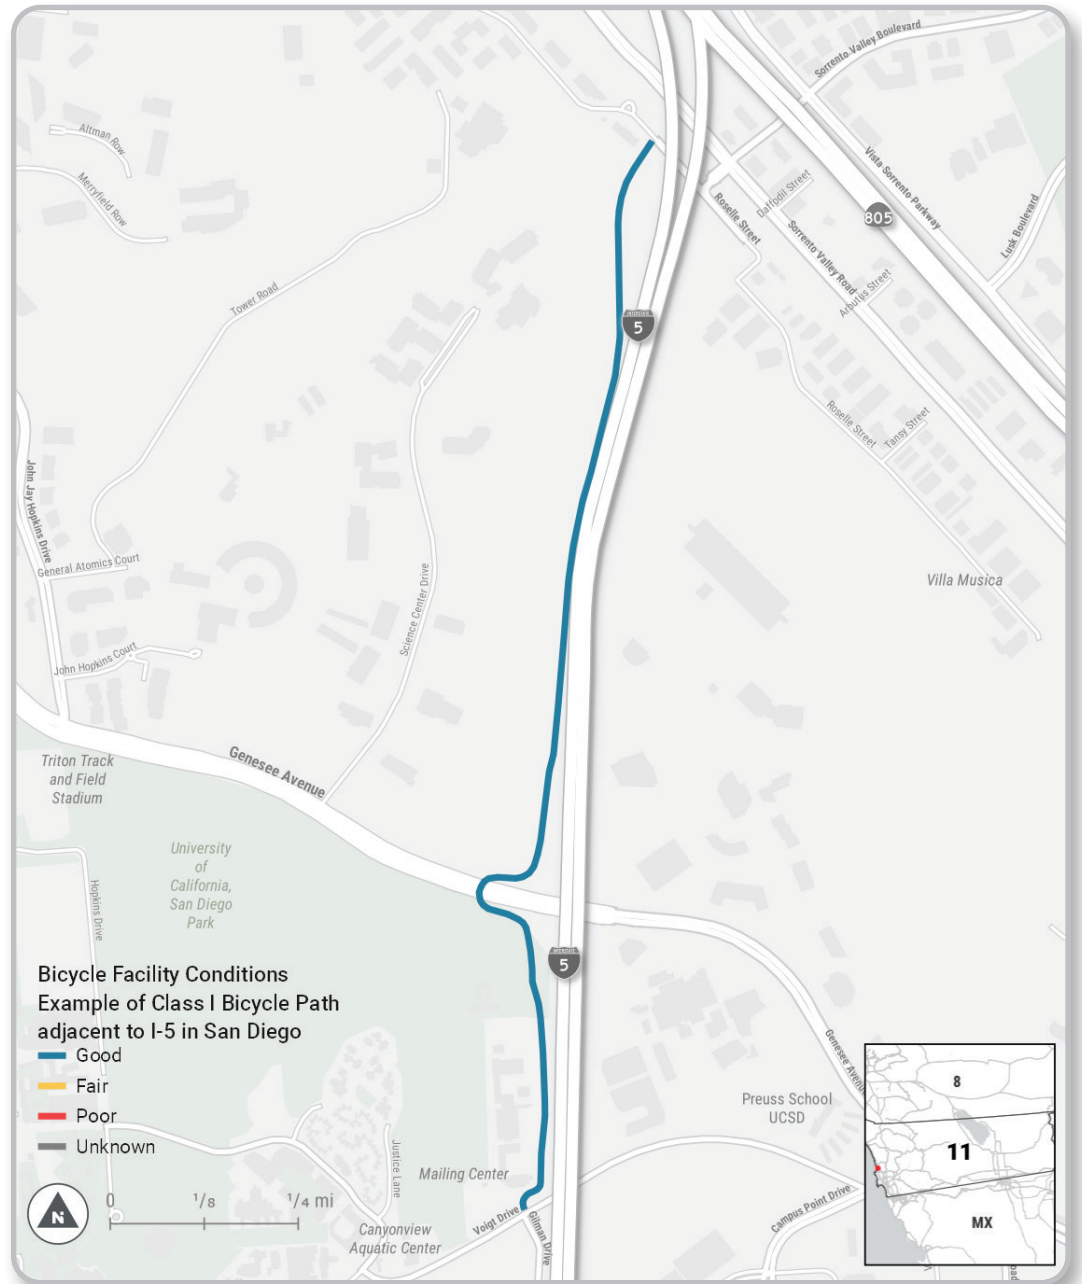 Sorrento Valley Boulevard
Altman Row
Merryfield Row
Vista Sorrento Parkway
Daffodil Street
Roselle Street
805
Lusk Boulevard
Sorrento Valley Road
Arbutus Street
Tower Road
INTERSTATE
5
Roselle Street
Tansy Street
John Jay Hopkins Drive
General Atomics Court
Science Center Drive
Villa Musica
John Hopkins Court
Genesee Avenue
Triton Track
and Field
Stadium
University
of
California,
San Diego
Park
Hopkins Drive
INTERSTATE
5
Genesee Avenue
Bicycle Facility Conditions
Example of Class I Bicycle Path
adjacent to I-5 in San Diego
Good
Fair
Poor
Unknown
Preuss School
UCSD
8
11
MX
Justice Lane
Mailing Center
N
0 1/8 1/4 mi
Canyonview
Aquatic Center
Voigt Drive
Gilman Drive
Campus Point Drive